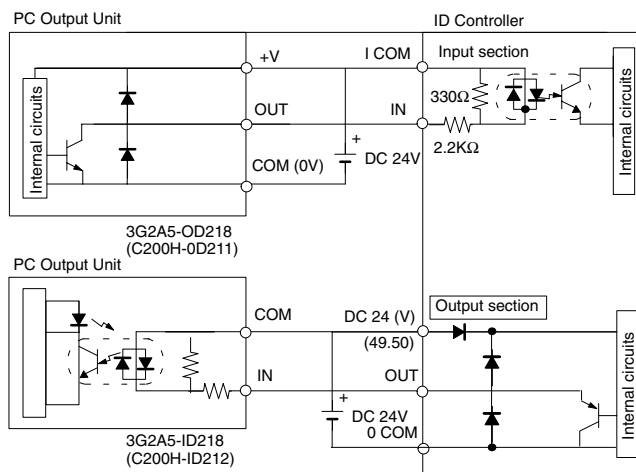 PC Output Unit
ID Controller
+V
I COM
Input section
Internal circuits
OUT
IN
330Ω
2.2KΩ
Internal circuits
+
DC 24V
COM (0V)
3G2A5-OD218
(C200H-0D211)
PC Output Unit
COM
DC 24 (V)
(49.50)
Output section
IN
OUT
Internal circuits
+
DC 24V
0 COM
3G2A5-ID218
(C200H-ID212)